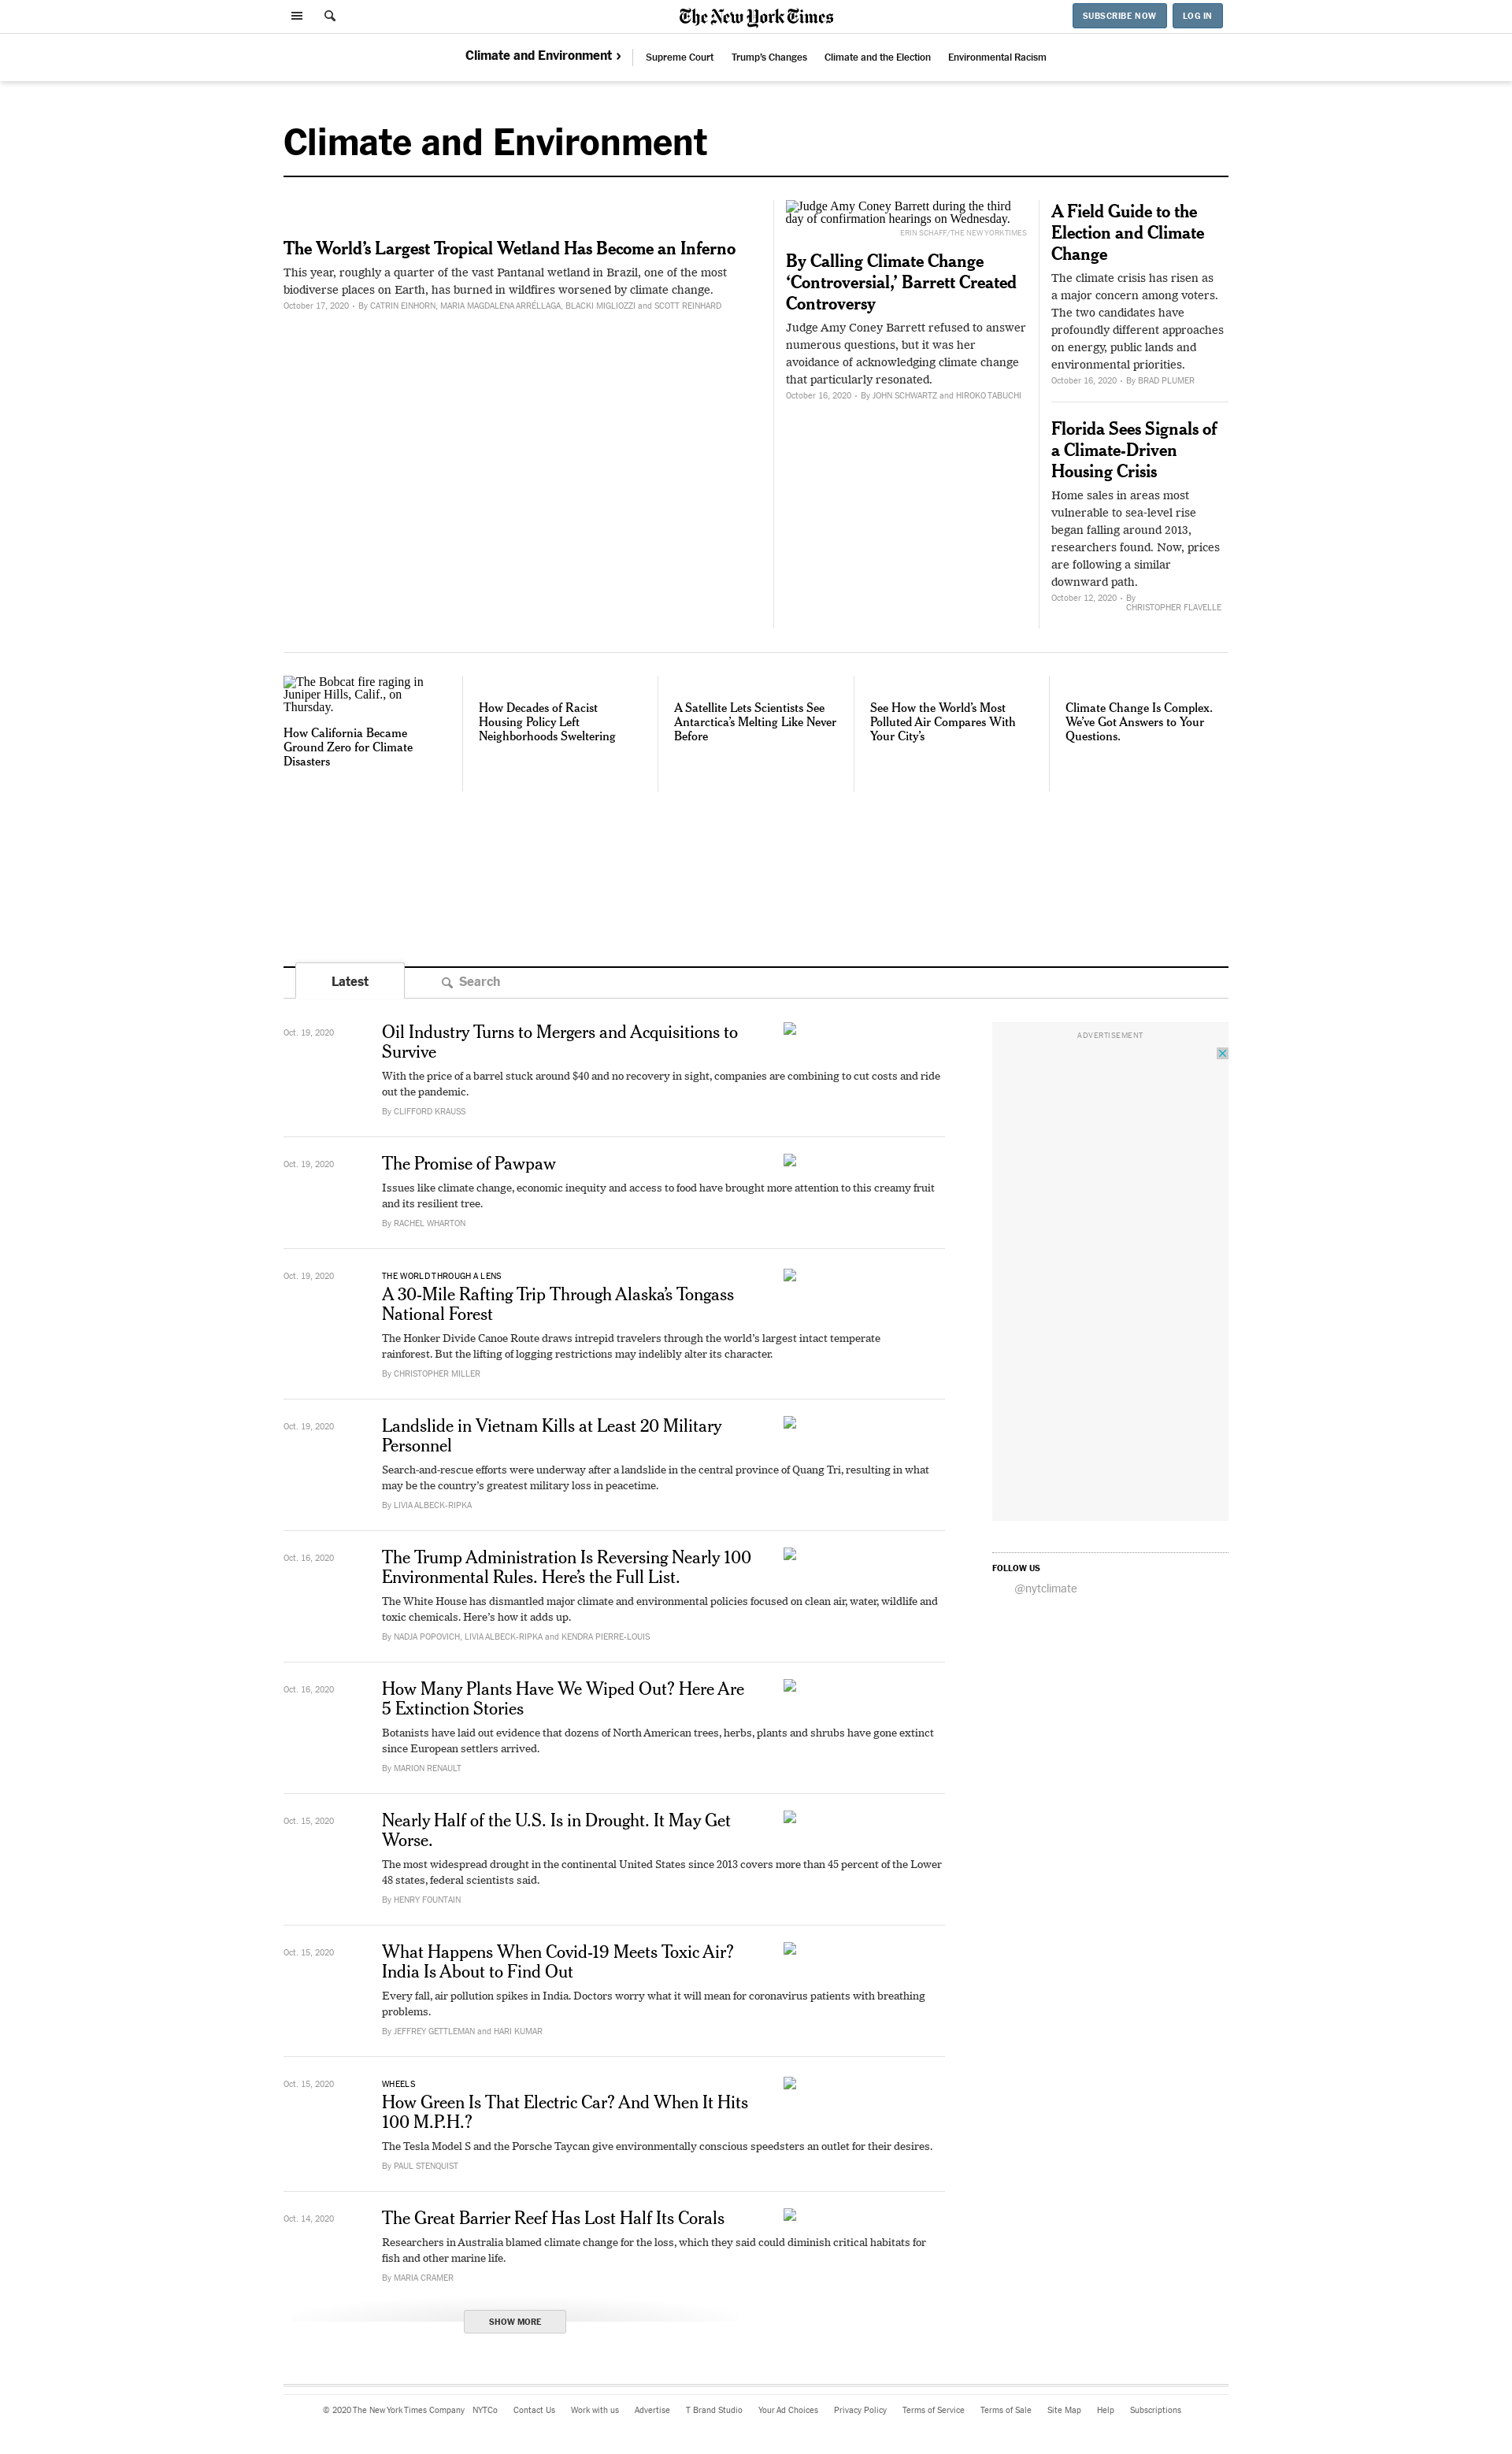 The New York Times
SUBSCRIBE NOW
LOG IN
Climate and Environment ›
Supreme Court
Trump's Changes
Climate and the Election
Environmental Racism
Climate and Environment
The World's Largest Tropical Wetland Has Become an Inferno
This year, roughly a quarter of the vast Pantanal wetland in Brazil, one of the most
biodiverse places on Earth, has burned in wildfires worsened by climate change.
October 17, 2020 • By CATRIN EINHORN, MARIA MAGDALENA ARRÉLLAGA, BLACKI MIGLIOZZI and SCOTT REINHARD
Judge Amy Coney Barrett during the third
day of confirmation hearings on Wednesday.
ERIN SCHAFF/THE NEW YORK TIMES
By Calling Climate Change
‘Controversial,’ Barrett Created
Controversy
Judge Amy Coney Barrett refused to answer
numerous questions, but it was her
avoidance of acknowledging climate change
that particularly resonated.
October 16, 2020 • By JOHN SCHWARTZ and HIROKO TABUCHI
A Field Guide to the
Election and Climate
Change
The climate crisis has risen as
a major concern among voters.
The two candidates have
profoundly different approaches
on energy, public lands and
environmental priorities.
October 16, 2020 • By BRAD PLUMER
Florida Sees Signals of
a Climate-Driven
Housing Crisis
Home sales in areas most
vulnerable to sea-level rise
began falling around 2013,
researchers found. Now, prices
are following a similar
downward path.
October 12, 2020 • By
CHRISTOPHER FLAVELLE
The Bobcat fire raging in
Juniper Hills, Calif., on
Thursday.
How California Became
Ground Zero for Climate
Disasters
How Decades of Racist
Housing Policy Left
Neighborhoods Sweltering
A Satellite Lets Scientists See
Antarctica’s Melting Like Never
Before
See How the World’s Most
Polluted Air Compares With
Your City’s
Climate Change Is Complex.
We’ve Got Answers to Your
Questions.
Latest
Search
Oct. 19, 2020
Oil Industry Turns to Mergers and Acquisitions to
Survive
With the price of a barrel stuck around $40 and no recovery in sight, companies are combining to cut costs and ride
out the pandemic.
By CLIFFORD KRAUSS
Oct. 19, 2020
The Promise of Pawpaw
Issues like climate change, economic inequity and access to food have brought more attention to this creamy fruit
and its resilient tree.
By RACHEL WHARTON
Oct. 19, 2020
THE WORLD THROUGH A LENS
A 30-Mile Rafting Trip Through Alaska’s Tongass
National Forest
The Honker Divide Canoe Route draws intrepid travelers through the world’s largest intact temperate
rainforest. But the lifting of logging restrictions may indelibly alter its character.
By CHRISTOPHER MILLER
Oct. 19, 2020
Landslide in Vietnam Kills at Least 20 Military
Personnel
Search-and-rescue efforts were underway after a landslide in the central province of Quang Tri, resulting in what
may be the country’s greatest military loss in peacetime.
By LIVIA ALBECK-RIPKA
Oct. 16, 2020
The Trump Administration Is Reversing Nearly 100
Environmental Rules. Here’s the Full List.
The White House has dismantled major climate and environmental policies focused on clean air, water, wildlife and
toxic chemicals. Here’s how it adds up.
By NADJA POPOVICH, LIVIA ALBECK-RIPKA and KENDRA PIERRE-LOUIS
Oct. 16, 2020
How Many Plants Have We Wiped Out? Here Are
5 Extinction Stories
Botanists have laid out evidence that dozens of North American trees, herbs, plants and shrubs have gone extinct
since European settlers arrived.
By MARION RENAULT
Oct. 15, 2020
Nearly Half of the U.S. Is in Drought. It May Get
Worse.
The most widespread drought in the continental United States since 2013 covers more than 45 percent of the Lower
48 states, federal scientists said.
By HENRY FOUNTAIN
Oct. 15, 2020
What Happens When Covid-19 Meets Toxic Air?
India Is About to Find Out
Every fall, air pollution spikes in India. Doctors worry what it will mean for coronavirus patients with breathing
problems.
By JEFFREY GETTLEMAN and HARI KUMAR
Oct. 15, 2020
WHEELS
How Green Is That Electric Car? And When It Hits
100 M.P.H.?
The Tesla Model S and the Porsche Taycan give environmentally conscious speedsters an outlet for their desires.
By PAUL STENQUIST
Oct. 14, 2020
The Great Barrier Reef Has Lost Half Its Corals
Researchers in Australia blamed climate change for the loss, which they said could diminish critical habitats for
fish and other marine life.
By MARIA CRAMER
SHOW MORE
ADVERTISEMENT
FOLLOW US
@nytclimate
© 2020 The New York Times Company NYTCo Contact Us Work with us Advertise T Brand Studio Your Ad Choices Privacy Policy Terms of Service Terms of Sale Site Map Help Subscriptions